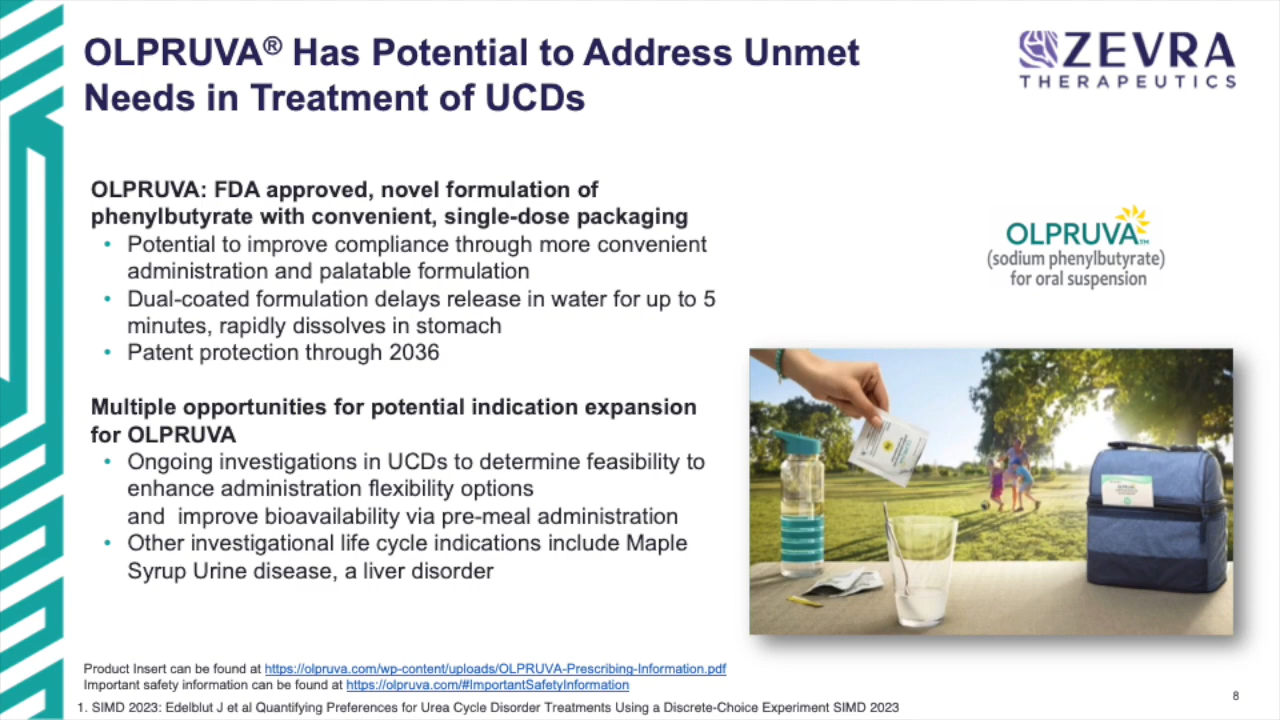 OLPRUVA® Has Potential to Address Unmet
Needs in Treatment of UCDs
ZEVRA
THERAPEUTICS
OLPRUVA: FDA approved, novel formulation of
phenylbutyrate with convenient, single-dose packaging
• Potential to improve compliance through more convenient
administration and palatable formulation
• Dual-coated formulation delays release in water for up to 5
minutes, rapidly dissolves in stomach
• Patent protection through 2036
Multiple opportunities for potential indication expansion
for OLPRUVA
• Ongoing investigations in UCDs to determine feasibility to
enhance administration flexibility options
and improve bioavailability via pre-meal administration
• Other investigational life cycle indications include Maple
Syrup Urine disease, a liver disorder
OLPRUVA™
(sodium phenylbutyrate)
for oral suspension
Product Insert can be found at https://olpruva.com/wp-content/uploads/OLPRUVA-Prescribing-Information.pdf
Important safety information can be found at https://olpruva.com/#ImportantSafetyInformation
1. SIMD 2023: Edelblut J et al Quantifying Preferences for Urea Cycle Disorder Treatments Using a Discrete-Choice Experiment SIMD 2023
8